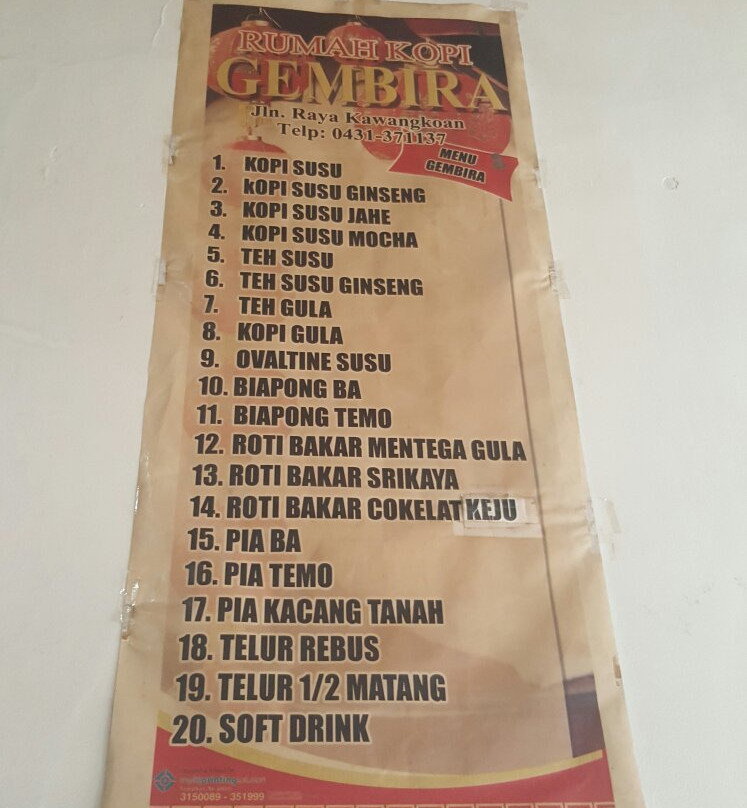 RUMAH KOPI
GEMBIRA
Jln. Raya Kawangkoan
Telp: 0431-371137
MENU
GEMBIRA
1. KOPI SUSU
2. kOPI SUSU GINSENG
3. KOPI SUSU JAHE
4. KOPI SUSU MOCHA
5. TEH SUSU
6. TEH SUSU GINSENG
7. TEH GULA
8. KOPI GULA
9. OVALTINE SUSU
10. BIAPONG BA
11. BIAPONG TEMO
12. ROTI BAKAR MENTEGA GULA
13. ROTI BAKAR SRIKAYA
14. ROTI BAKAR COKELAT KEJU
15. PIA BA
16. PIA TEMO
17. PIA KACANG TANAH
18. TELUR REBUS
19. TELUR 1/2 MATANG
20. SOFT DRINK
3150089 - 351999